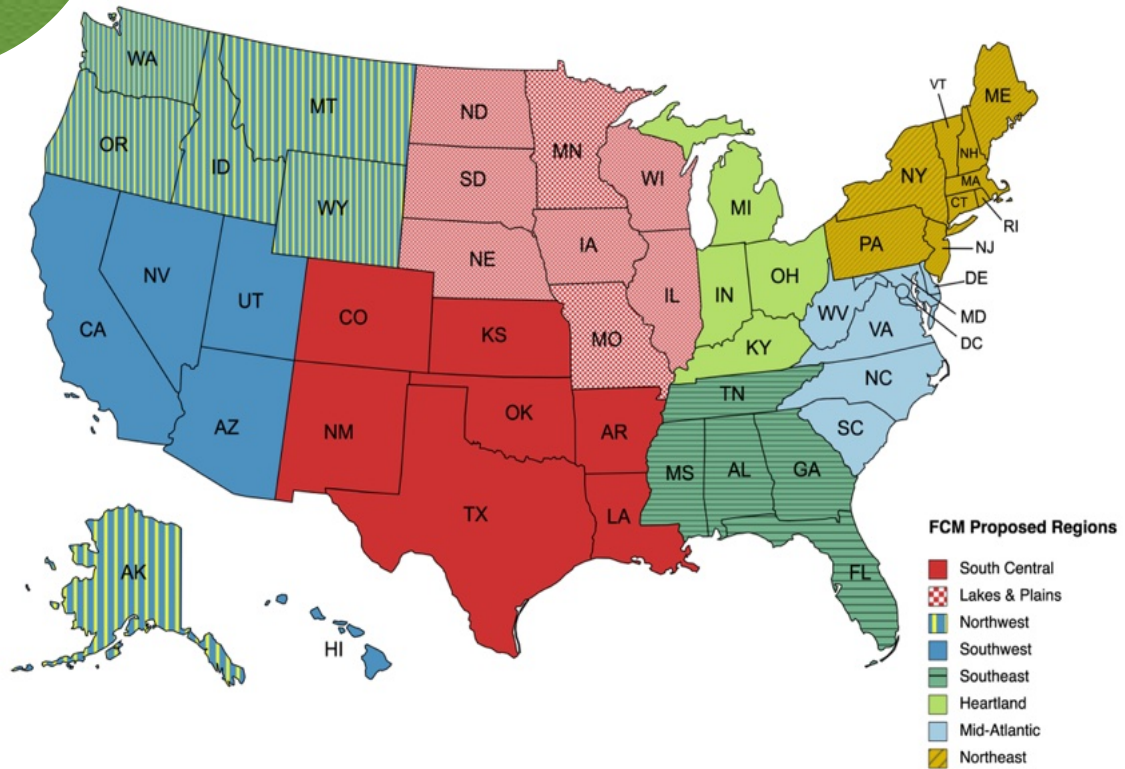 WA
MT
ND
MN
VT
ME
OR
ID
SD
WI
NH
NY
MA
WY
MI
CT
RI
NE
IA
PA
NJ
NV
UT
IL
IN
OH
DE
CA
CO
KS
MO
WV
VA
MD
KY
DC
AZ
NM
OK
AR
TN
NC
SC
TX
LA
MS
AL
GA
FL
AK
HI
FCM Proposed Regions
South Central
Lakes & Plains
Northwest
Southwest
Southeast
Heartland
Mid-Atlantic
Northeast